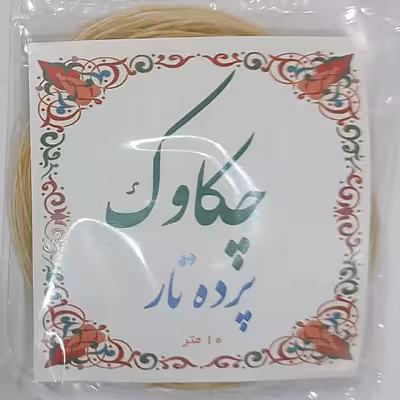 چکاوک
پرده تار
۱۰ متر